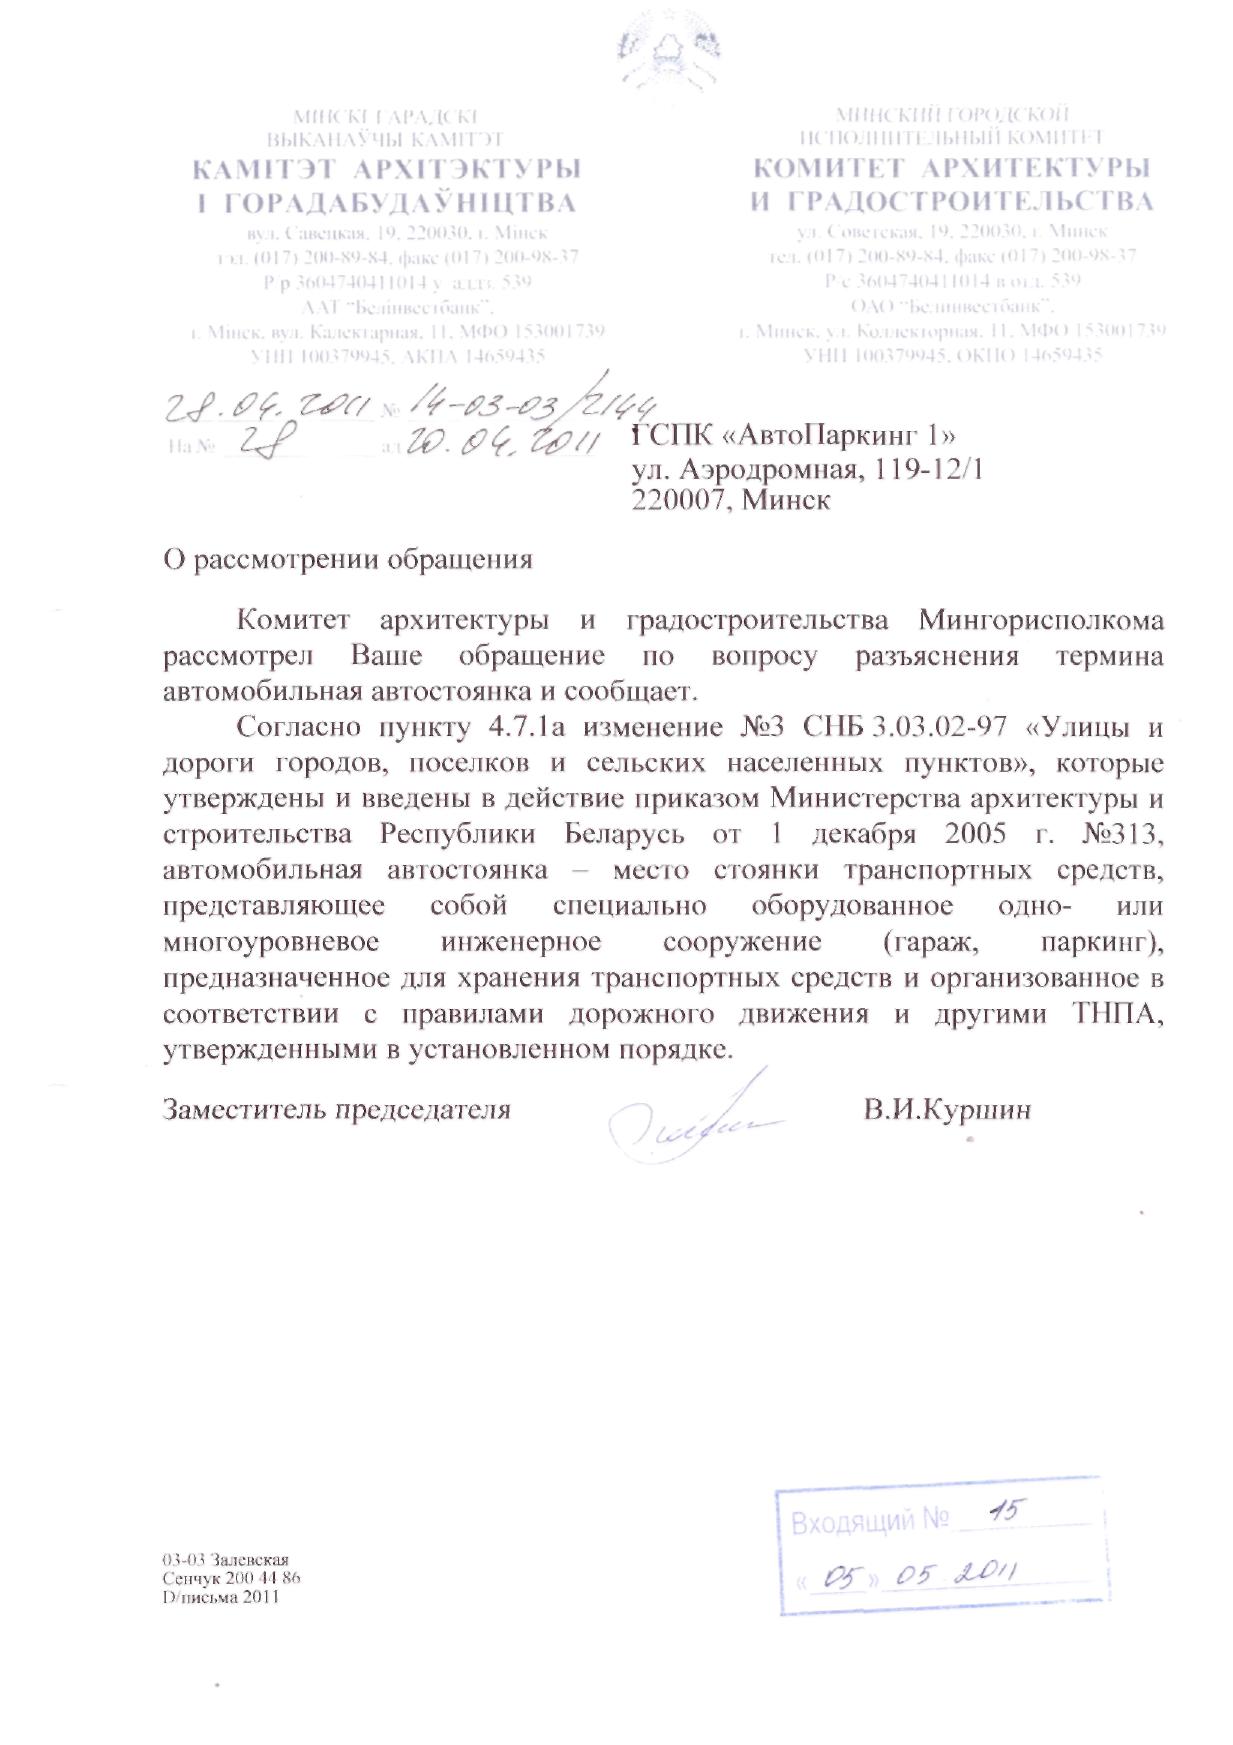 МІНСКІ ГАРАДСКІ
ВЫКАНАЎЧЫ КАМІТЭТ
КАМІТЭТ АРХІТЭКТУРЫ
І ГОРАДАБУДАЎНІЦТВА
вул. Савецкая, 19, 220030, г. Мінск
тэл. (017) 200-89-84, факс (017) 200-98-37
Р/р 3604740411014 у аддз. 539
ААТ "Белінвестбанк",
г. Мінск, вул. Калектарная, 11, МФО 153001739
УНП 100379945, АКПА 14659435
МИНСКИЙ ГОРОДСКОЙ
ИСПОЛНИТЕЛЬНЫЙ КОМИТЕТ
КОМИТЕТ АРХИТЕКТУРЫ
И ГРАДОСТРОИТЕЛЬСТВА
ул. Советская, 19, 220030, г. Минск
тел. (017) 200-89-84, факс (017) 200-98-37
Р/с 3604740411014 в отд. 539
ОАО "Белинвестбанк",
г. Минск, ул. Коллекторная, 11, МФО 153001739
УНП 100379945, ОКПО 14659435
28.04.2011 № 14-03-03/2144
На № 28 ад 20.04.2011
ГСПК «АвтоПаркинг 1»
ул. Аэродромная, 119-12/1
220007, Минск
О рассмотрении обращения
Комитет архитектуры и градостроительства Мингорисполкома
рассмотрел Ваше обращение по вопросу разъяснения термина
автомобильная автостоянка и сообщает.
Согласно пункту 4.7.1а изменение №3 СНБ 3.03.02-97 «Улицы и
дороги городов, поселков и сельских населенных пунктов», которые
утверждены и введены в действие приказом Министерства архитектуры и
строительства Республики Беларусь от 1 декабря 2005 г. №313,
автомобильная автостоянка – место стоянки транспортных средств,
представляющее собой специально оборудованное одно- или
многоуровневое инженерное сооружение (гараж, паркинг),
предназначенное для хранения транспортных средств и организованное в
соответствии с правилами дорожного движения и другими ТНПА,
утвержденными в установленном порядке.
Заместитель председателя В.И.Куршин
03-03 Залевская
Сенчук 200 44 86
D/письма 2011
Входящий № 15
«05» 05 2011